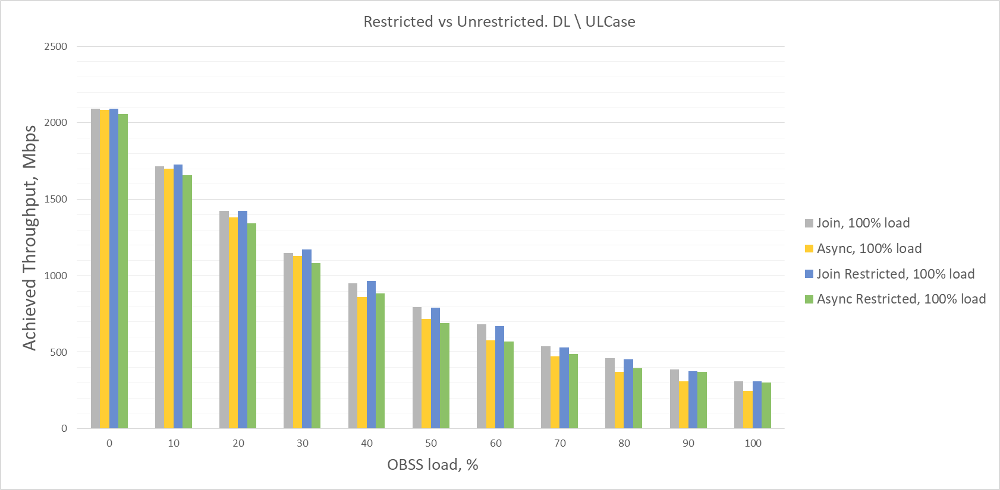 Restricted vs Unrestricted. DL \ ULCase
Achieved Throughput, Mbps
2500
2000
1500
1000
500
0
0 10 20 30 40 50 60 70 80 90 100
OBSS load, %
Join, 100% load
Async, 100% load
Join Restricted, 100% load
Async Restricted, 100% load